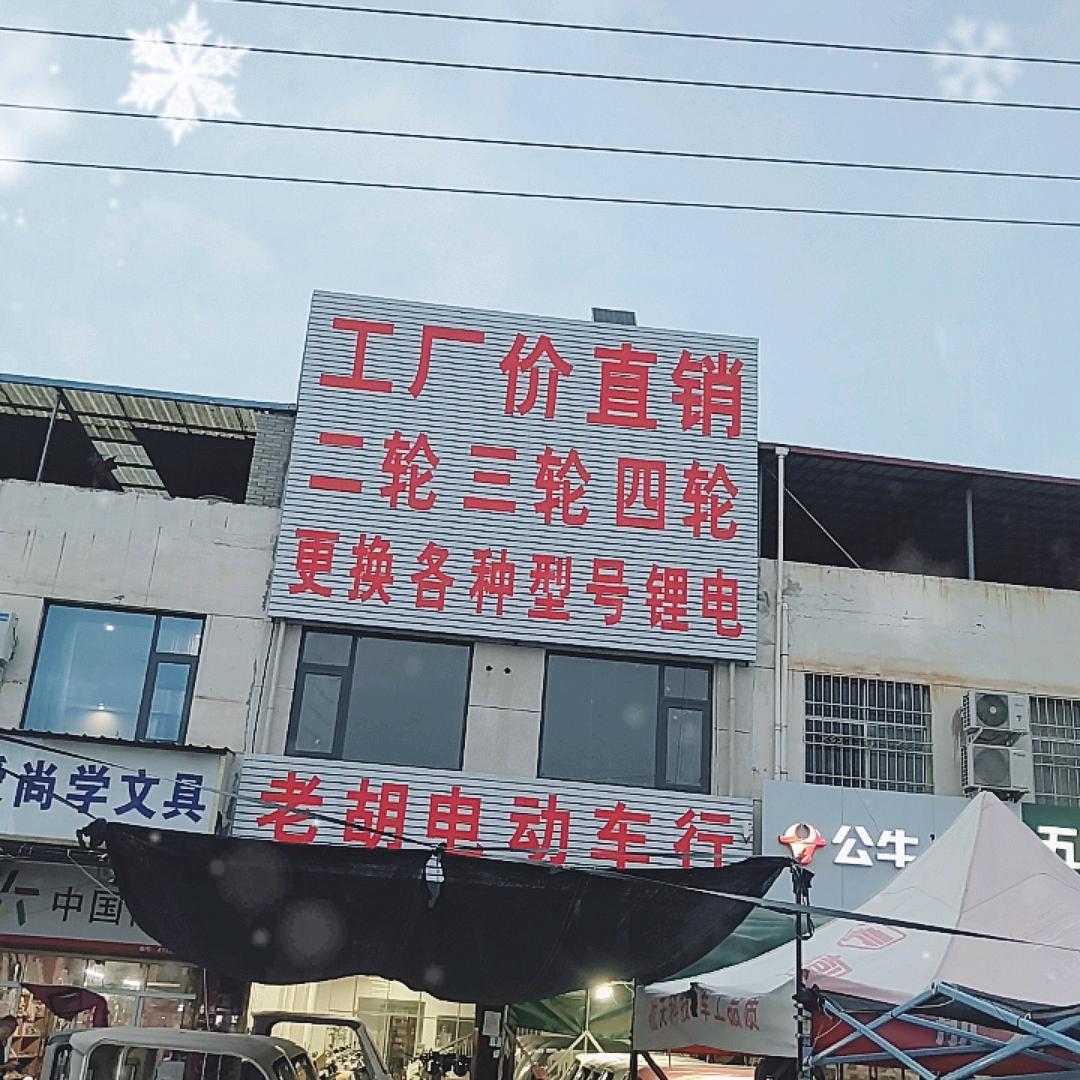 工厂价直销
二轮三轮四轮
更换各种型号锂电
尚学文具
老胡电动车行
公牛
五
中国